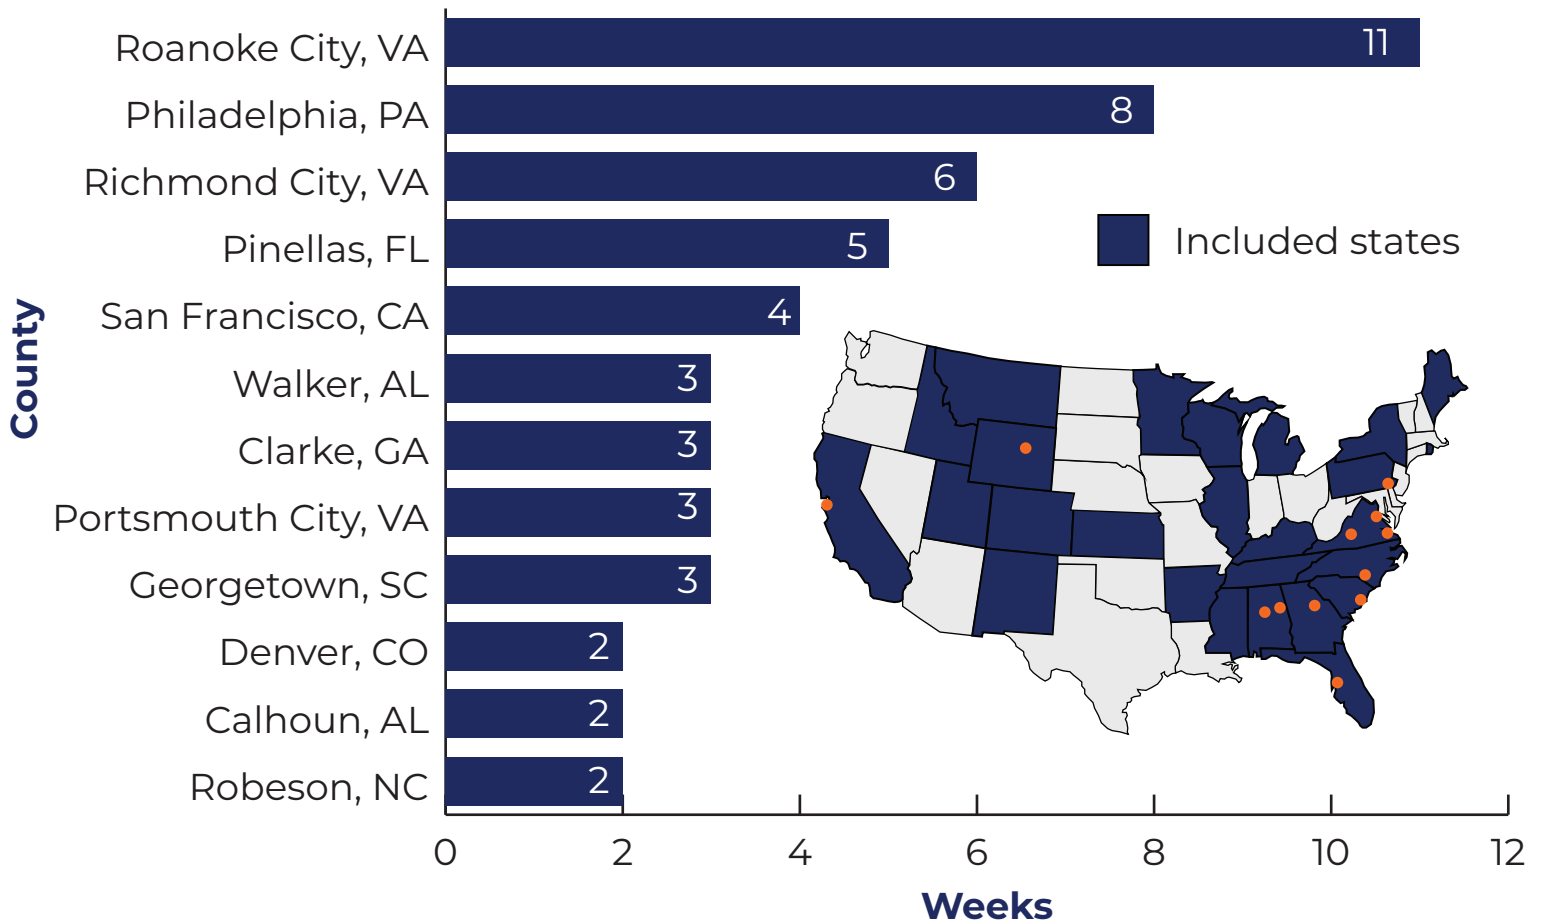 Roanoke City, VA 11
Philadelphia, PA 8
Richmond City, VA 6
Pinellas, FL 5
San Francisco, CA 4
Walker, AL 3
Clarke, GA 3
Portsmouth City, VA 3
Georgetown, SC 3
Denver, CO 2
Calhoun, AL 2
Robeson, NC 2
County
Included states
0 2 4 6 8 10 12
Weeks